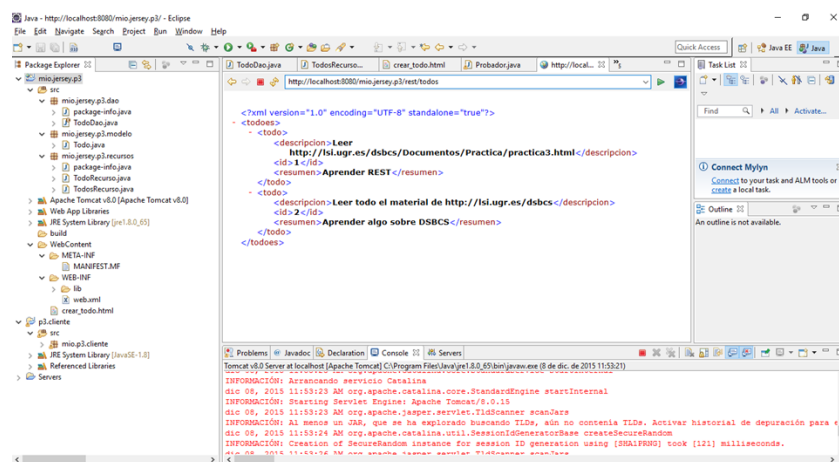 Java - http://localhost:8080/mio.jersey.p3/ - Eclipse
File Edit Navigate Search Project Run Window Help
Quick Access
Java EE
Java
Package Explorer
mio.jersey.p3
src
mio.jersey.p3.dao
package-info.java
TodoDao.java
mio.jersey.p3.modelo
Todo.java
mio.jersey.p3.recursos
package-info.java
TodoRecurso.java
TodosRecurso.java
Apache Tomcat v8.0 [Apache Tomcat v8.0]
Web App Libraries
JRE System Library [jre1.8.0_65]
build
WebContent
META-INF
MANIFEST.MF
WEB-INF
lib
web.xml
crear_todo.html
p3.cliente
src
mio.p3.cliente
JRE System Library [JavaSE-1.8]
Referenced Libraries
Servers
TodoDao.java
TodosRecurso...
crear_todo.html
Probador.java
http://local...
http://localhost:8080/mio.jersey.p3/rest/todos
<?xml version="1.0" encoding="UTF-8" standalone="true"?>
- <todoes>
- <todo>
<descripcion>Leer
http://lsi.ugr.es/dsbcs/Documentos/Practica/practica3.html</descripcion>
<id>1</id>
<resumen>Aprender REST</resumen>
</todo>
- <todo>
<descripcion>Leer todo el material de http://lsi.ugr.es/dsbcs</descripcion>
<id>2</id>
<resumen>Aprender algo sobre DSBCS</resumen>
</todo>
</todoes>
Task List
Find
All
Activate...
Connect Mylyn
Connect to your task and ALM tools or
create a local task.
Outline
An outline is not available.
Problems
Javadoc
Declaration
Console
Servers
Tomcat v8.0 Server at localhost [Apache Tomcat] C:\Program Files\Java\jre1.8.0_65\bin\javaw.exe (8 de dic. de 2015 11:53:21)
INFORMACIÓN: Arrancando servicio Catalina
dic 08, 2015 11:53:23 AM org.apache.catalina.core.StandardEngine startInternal
INFORMACIÓN: Starting Servlet Engine: Apache Tomcat/8.0.15
dic 08, 2015 11:53:23 AM org.apache.jasper.servlet.TldScanner scanJars
INFORMACIÓN: Al menos un JAR, que se ha explorado buscando TLDs, aún no contenía TLDs. Activar historial de depuración para
dic 08, 2015 11:53:24 AM org.apache.catalina.util.SessionIdGeneratorBase createSecureRandom
INFORMACIÓN: Creation of SecureRandom instance for session ID generation using [SHA1PRNG] took [121] milliseconds.
dic 08, 2015 11:53:26 AM org.apache.jasper.servlet.TldScanner scanJars